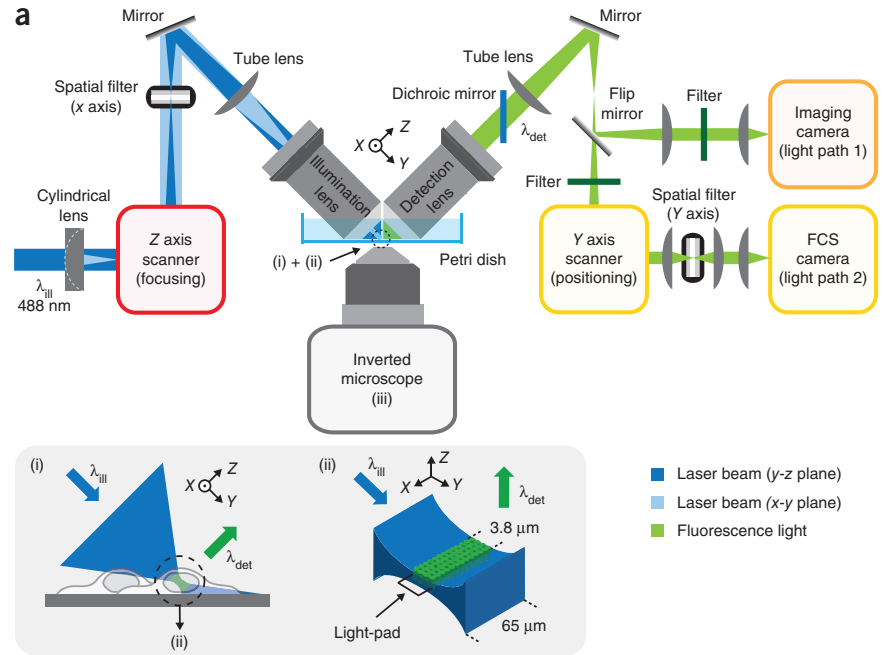 a
Mirror
Mirror
Tube lens
Tube lens
Spatial filter
(x axis)
Dichroic mirror
λdet
Flip
mirror
Filter
Imaging
camera
(light path 1)
X
Z
Y
Illumination
lens
Detection
lens
Filter
Cylindrical
lens
Spatial filter
(Y axis)
Z axis
scanner
(focusing)
Y axis
scanner
(positioning)
FCS
camera
(light path 2)
(i) + (ii)
Petri dish
λill
488 nm
Inverted
microscope
(iii)
(i)
λill
X
Z
Y
λdet
(ii)
(ii)
λill
Z
X
Y
λdet
3.8 μm
Light-pad
65 μm
Laser beam (y-z plane)
Laser beam (x-y plane)
Fluorescence light